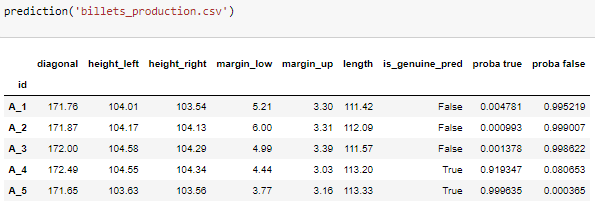 prediction('billets_production.csv')
diagonal height_left height_right margin_low margin_up length is_genuine_pred proba true proba false
id
A_1 171.76 104.01 103.54 5.21 3.30 111.42 False 0.004781 0.995219
A_2 171.87 104.17 104.13 6.00 3.31 112.09 False 0.000993 0.999007
A_3 172.00 104.58 104.29 4.99 3.39 111.57 False 0.001378 0.998622
A_4 172.49 104.55 104.34 4.44 3.03 113.20 True 0.919347 0.080653
A_5 171.65 103.63 103.56 3.77 3.16 113.33 True 0.999635 0.000365